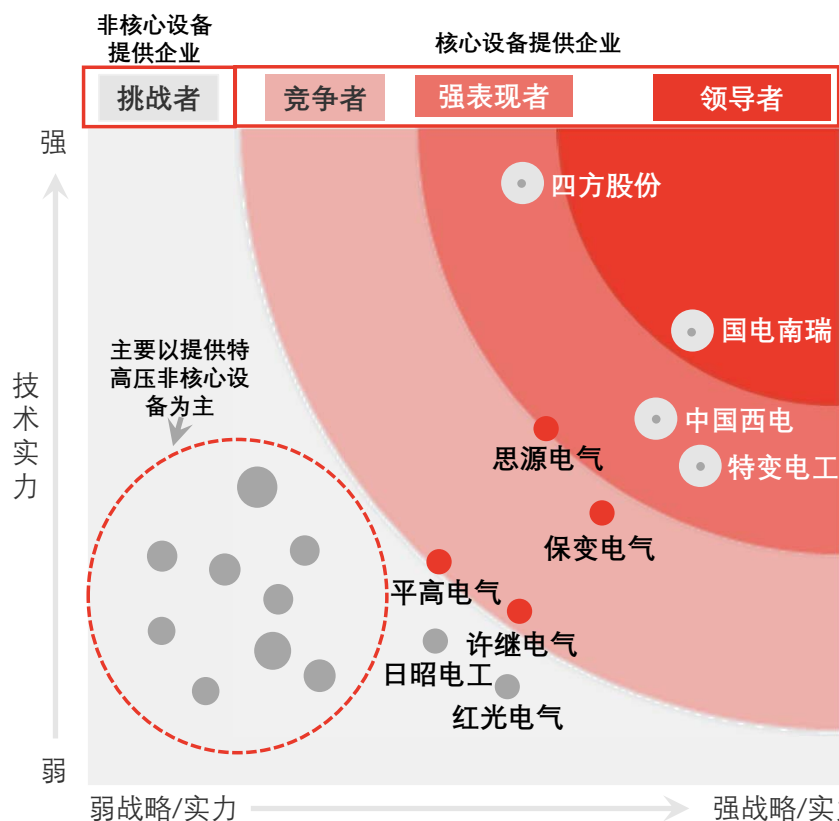 非核心设备
提供企业
核心设备提供企业
挑战者
竞争者
强表现者
领导者
强
四方股份
国电南瑞
主要以提供特
高压非核心设
备为主
技术实力
中国西电
思源电气
特变电工
保变电气
平高电气
许继电气
日昭电工
红光电气
弱
弱战略/实力
强战略/实